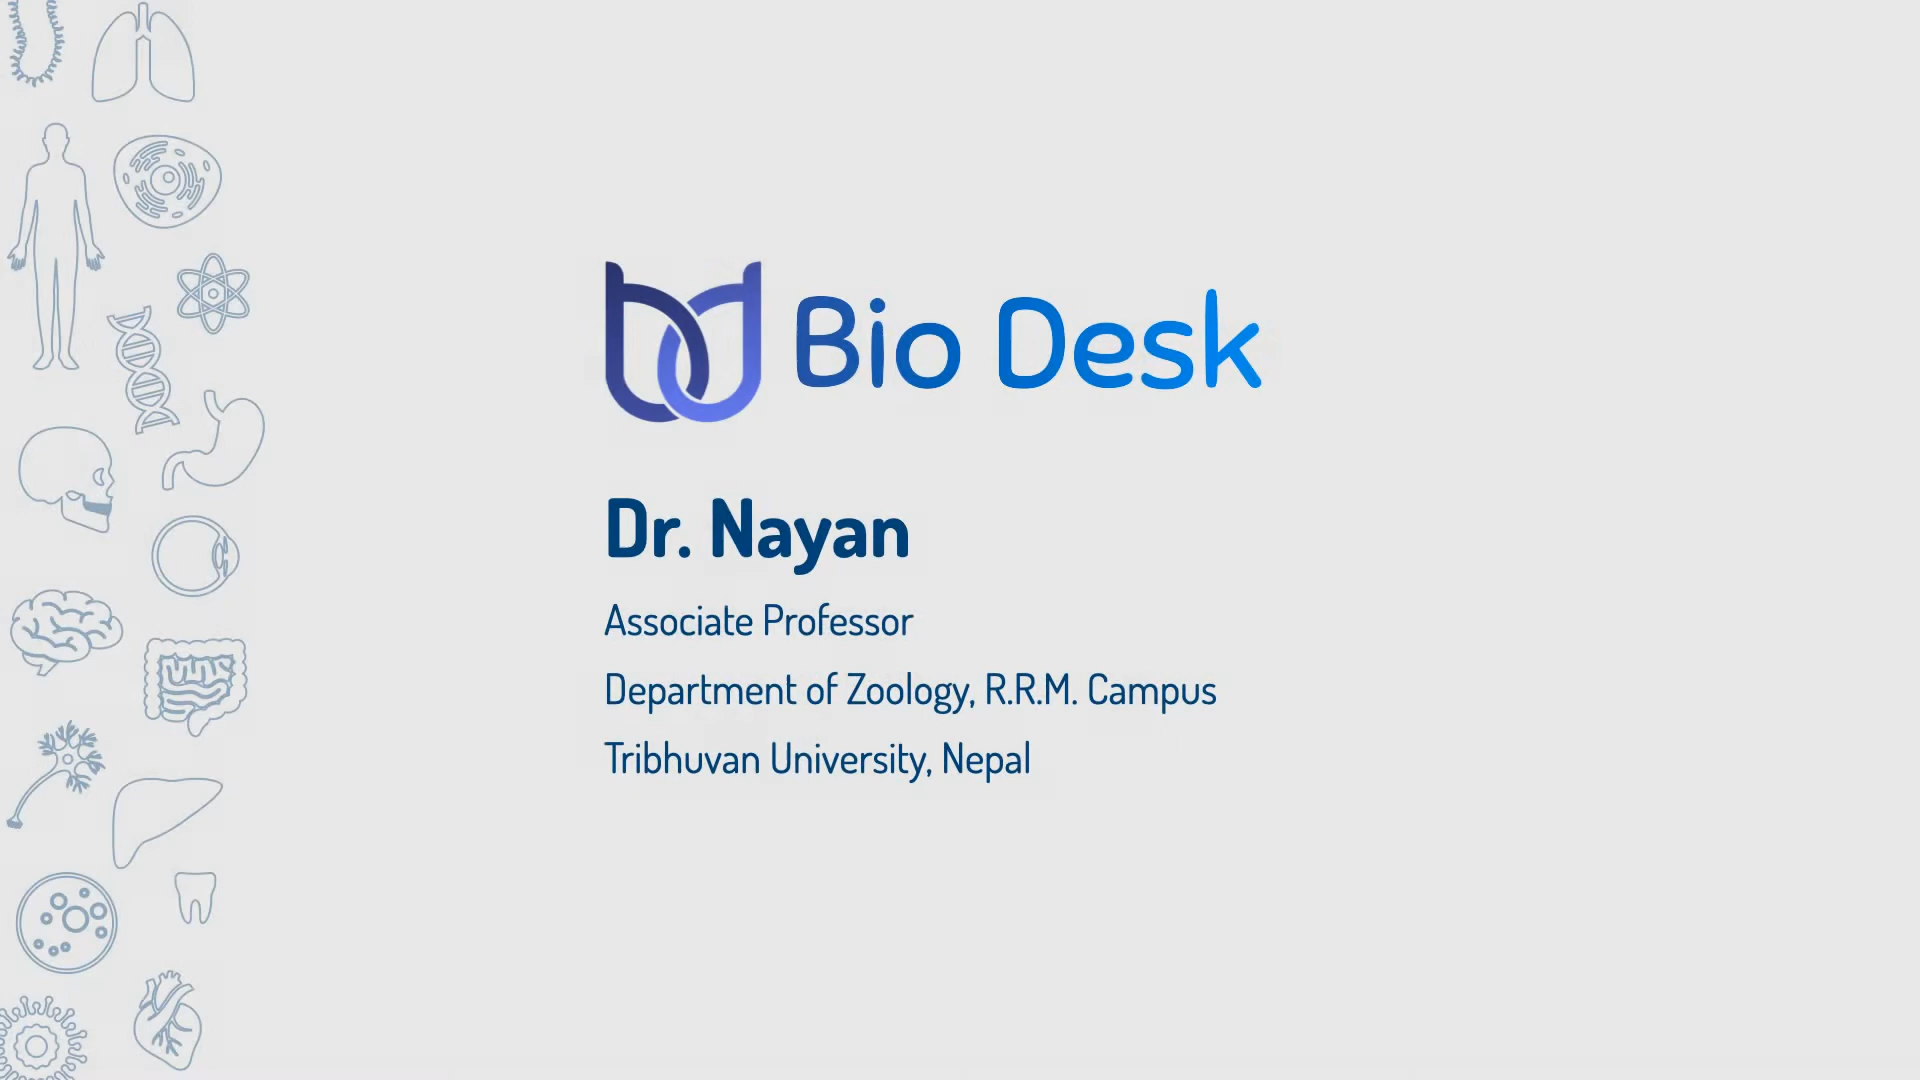 Bio Desk
Dr. Nayan
Associate Professor
Department of Zoology, R.R.M. Campus
Tribhuvan University, Nepal